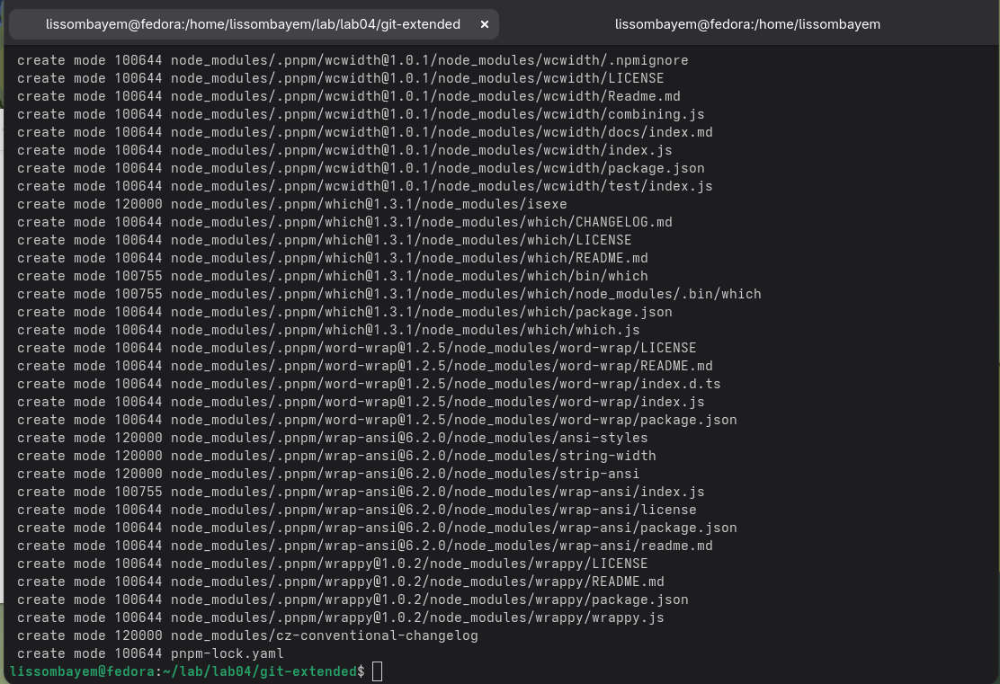 lissombayem@fedora:/home/lissombayem/lab/lab04/git-extended × lissombayem@fedora:/home/lissombayem
create mode 100644 node_modules/.pnpm/wcwidth@1.0.1/node_modules/wcwidth/.npmignore
create mode 100644 node_modules/.pnpm/wcwidth@1.0.1/node_modules/wcwidth/LICENSE
create mode 100644 node_modules/.pnpm/wcwidth@1.0.1/node_modules/wcwidth/Readme.md
create mode 100644 node_modules/.pnpm/wcwidth@1.0.1/node_modules/wcwidth/combining.js
create mode 100644 node_modules/.pnpm/wcwidth@1.0.1/node_modules/wcwidth/docs/index.md
create mode 100644 node_modules/.pnpm/wcwidth@1.0.1/node_modules/wcwidth/index.js
create mode 100644 node_modules/.pnpm/wcwidth@1.0.1/node_modules/wcwidth/package.json
create mode 100644 node_modules/.pnpm/wcwidth@1.0.1/node_modules/wcwidth/test/index.js
create mode 120000 node_modules/.pnpm/which@1.3.1/node_modules/isexe
create mode 100644 node_modules/.pnpm/which@1.3.1/node_modules/which/CHANGELOG.md
create mode 100644 node_modules/.pnpm/which@1.3.1/node_modules/which/LICENSE
create mode 100644 node_modules/.pnpm/which@1.3.1/node_modules/which/README.md
create mode 100755 node_modules/.pnpm/which@1.3.1/node_modules/which/bin/which
create mode 100755 node_modules/.pnpm/which@1.3.1/node_modules/which/node_modules/.bin/which
create mode 100644 node_modules/.pnpm/which@1.3.1/node_modules/which/package.json
create mode 100644 node_modules/.pnpm/which@1.3.1/node_modules/which/which.js
create mode 100644 node_modules/.pnpm/word-wrap@1.2.5/node_modules/word-wrap/LICENSE
create mode 100644 node_modules/.pnpm/word-wrap@1.2.5/node_modules/word-wrap/README.md
create mode 100644 node_modules/.pnpm/word-wrap@1.2.5/node_modules/word-wrap/index.d.ts
create mode 100644 node_modules/.pnpm/word-wrap@1.2.5/node_modules/word-wrap/index.js
create mode 100644 node_modules/.pnpm/word-wrap@1.2.5/node_modules/word-wrap/package.json
create mode 120000 node_modules/.pnpm/wrap-ansi@6.2.0/node_modules/ansi-styles
create mode 120000 node_modules/.pnpm/wrap-ansi@6.2.0/node_modules/string-width
create mode 120000 node_modules/.pnpm/wrap-ansi@6.2.0/node_modules/strip-ansi
create mode 100755 node_modules/.pnpm/wrap-ansi@6.2.0/node_modules/wrap-ansi/index.js
create mode 100644 node_modules/.pnpm/wrap-ansi@6.2.0/node_modules/wrap-ansi/license
create mode 100644 node_modules/.pnpm/wrap-ansi@6.2.0/node_modules/wrap-ansi/package.json
create mode 100644 node_modules/.pnpm/wrap-ansi@6.2.0/node_modules/wrap-ansi/readme.md
create mode 100644 node_modules/.pnpm/wrappy@1.0.2/node_modules/wrappy/LICENSE
create mode 100644 node_modules/.pnpm/wrappy@1.0.2/node_modules/wrappy/README.md
create mode 100644 node_modules/.pnpm/wrappy@1.0.2/node_modules/wrappy/package.json
create mode 100644 node_modules/.pnpm/wrappy@1.0.2/node_modules/wrappy/wrappy.js
create mode 120000 node_modules/cz-conventional-changelog
create mode 100644 pnpm-lock.yaml
lissombayem@fedora:~/lab/lab04/git-extended$